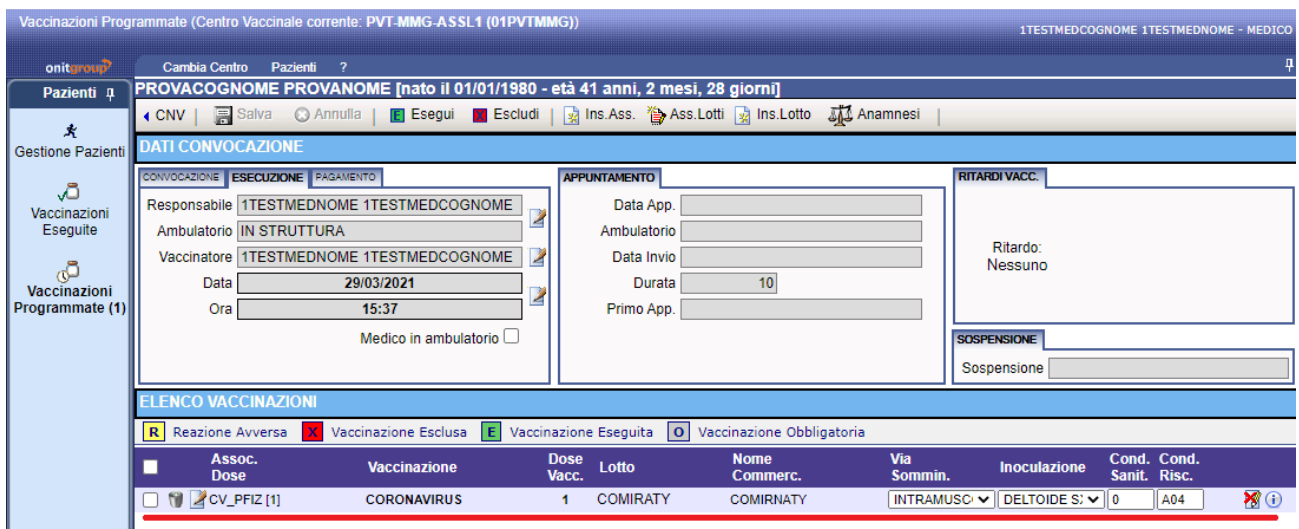 Vaccinazioni Programmate (Centro Vaccinale corrente: PVT-MMG-ASSL1 (01PVTMMG))
1TESTMEDCOGNOME 1TESTMEDNOME - MEDICO
onitgroup Cambia Centro Pazienti ?
Pazienti
PROVACOGNOME PROVANOME [nato il 01/01/1980 - età 41 anni, 2 mesi, 28 giorni]
CNV | Salva Annulla | E Esegui X Escludi | Ins.Ass. Ass.Lotti Ins.Lotto Anamnesi |
Gestione Pazienti
Vaccinazioni
Eseguite
Vaccinazioni
Programmate (1)
DATI CONVOCAZIONE
CONVOCAZIONE ESECUZIONE PAGAMENTO
Responsabile 1TESTMEDNOME 1TESTMEDCOGNOME
Ambulatorio IN STRUTTURA
Vaccinatore 1TESTMEDNOME 1TESTMEDCOGNOME
Data 29/03/2021
Ora 15:37
Medico in ambulatorio
APPUNTAMENTO
Data App.
Ambulatorio
Data Invio
Durata 10
Primo App.
RITARDI VACC.
Ritardo:
Nessuno
SOSPENSIONE
Sospensione
ELENCO VACCINAZIONI
R Reazione Avversa X Vaccinazione Esclusa E Vaccinazione Eseguita O Vaccinazione Obbligatoria
Assoc. Dose Vaccinazione Dose Vacc. Lotto Nome Commerc. Via Sommin. Inoculazione Cond. Sanit. Cond. Risc.
CV_PFIZ [1] CORONAVIRUS 1 COMIRATY COMIRNATY INTRAMUSC DELTOIDE S 0 A04